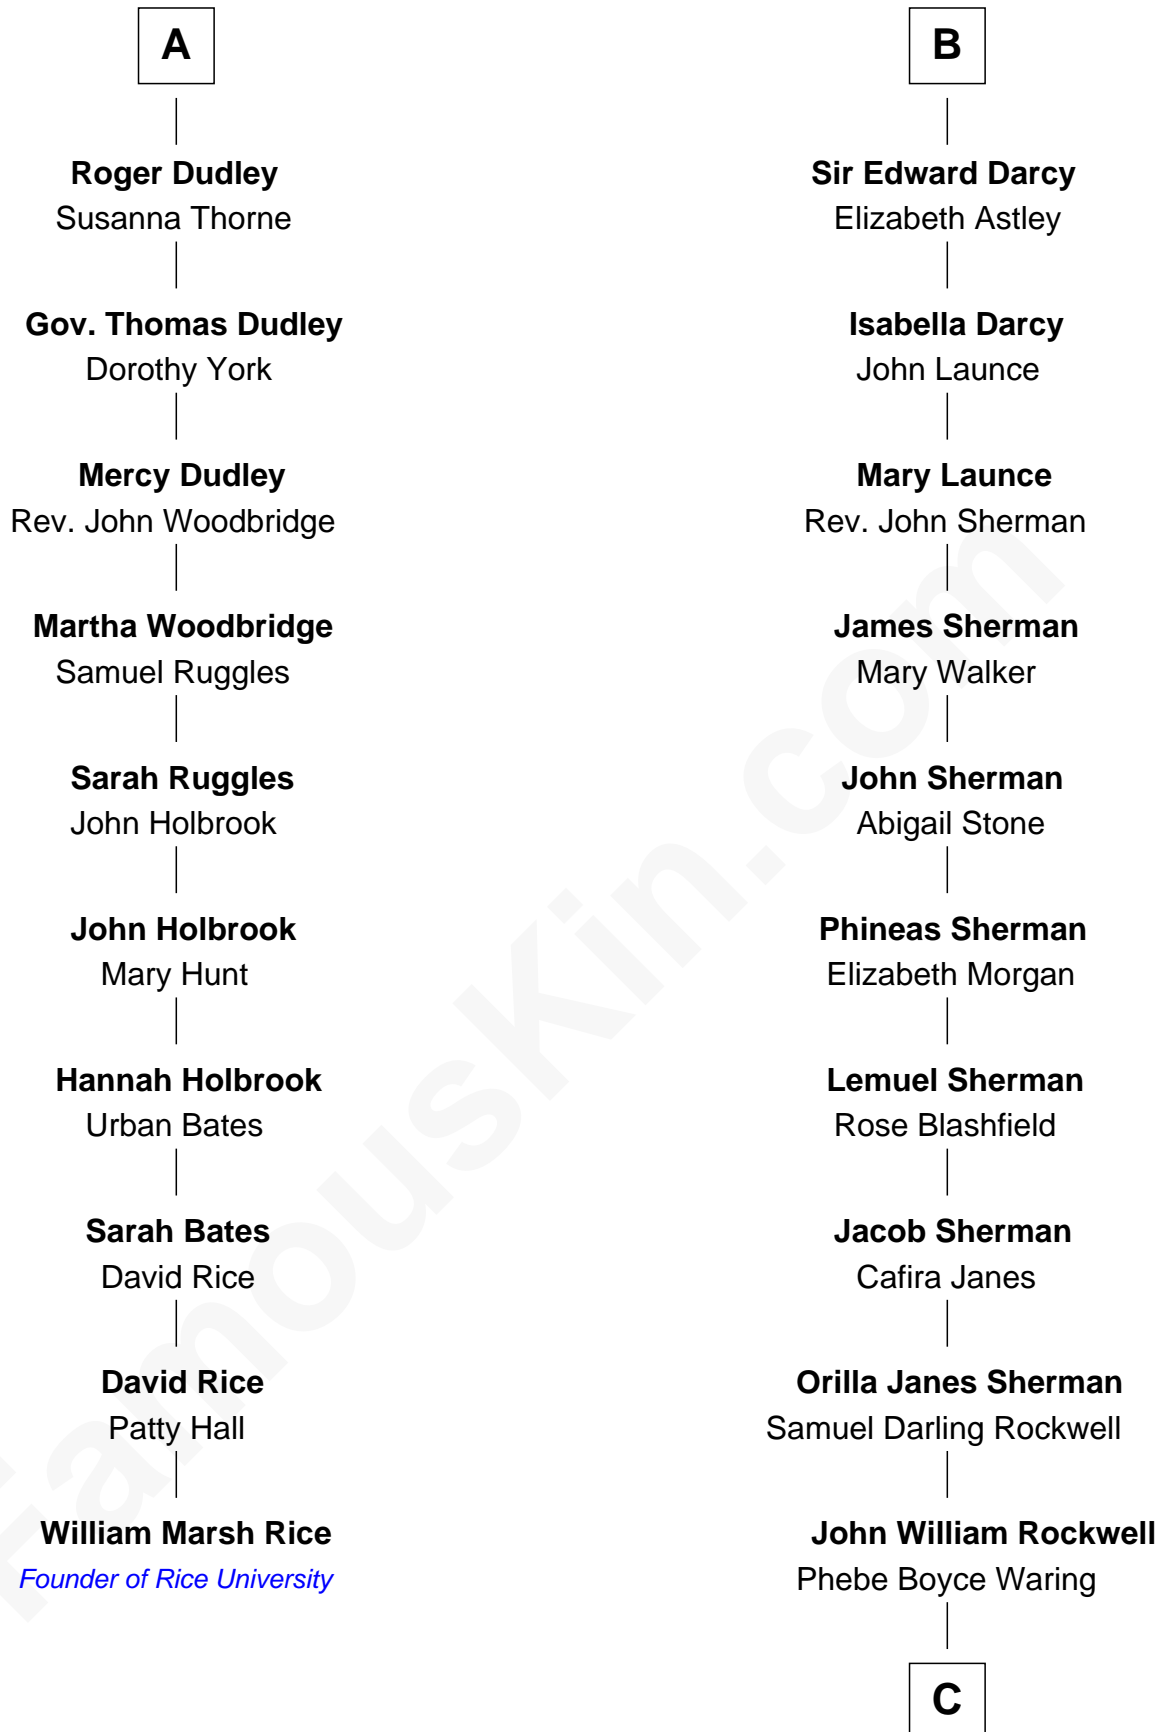 A
Roger Dudley
Susanna Thorne
Gov. Thomas Dudley
Dorothy York
Mercy Dudley
Rev. John Woodbridge
Martha Woodbridge
Samuel Ruggles
Sarah Ruggles
John Holbrook
John Holbrook
Mary Hunt
Hannah Holbrook
Urban Bates
Sarah Bates
David Rice
David Rice
Patty Hall
William Marsh Rice
Founder of Rice University
B
Sir Edward Darcy
Elizabeth Astley
Isabella Darcy
John Launce
Mary Launce
Rev. John Sherman
James Sherman
Mary Walker
John Sherman
Abigail Stone
Phineas Sherman
Elizabeth Morgan
Lemuel Sherman
Rose Blashfield
Jacob Sherman
Cafira Janes
Orilla Janes Sherman
Samuel Darling Rockwell
John William Rockwell
Phebe Boyce Waring
C
FamousKin.com